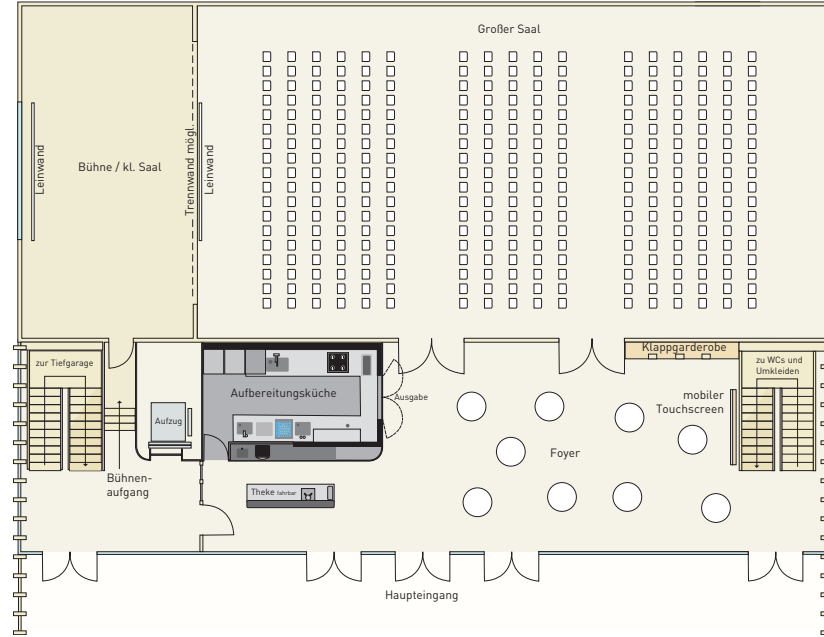 Großer Saal
Leinwand
Bühne / kl. Saal
Trennwand mögl.
Leinwand
Klappgarderobe
zur Tiefgarage
zu WCs und
Umkleiden
Aufbereitungsküche
Ausgabe
mobiler
Touchscreen
Aufzug
Foyer
Bühnen-
aufgang
Theke fahrbar
Haupteingang